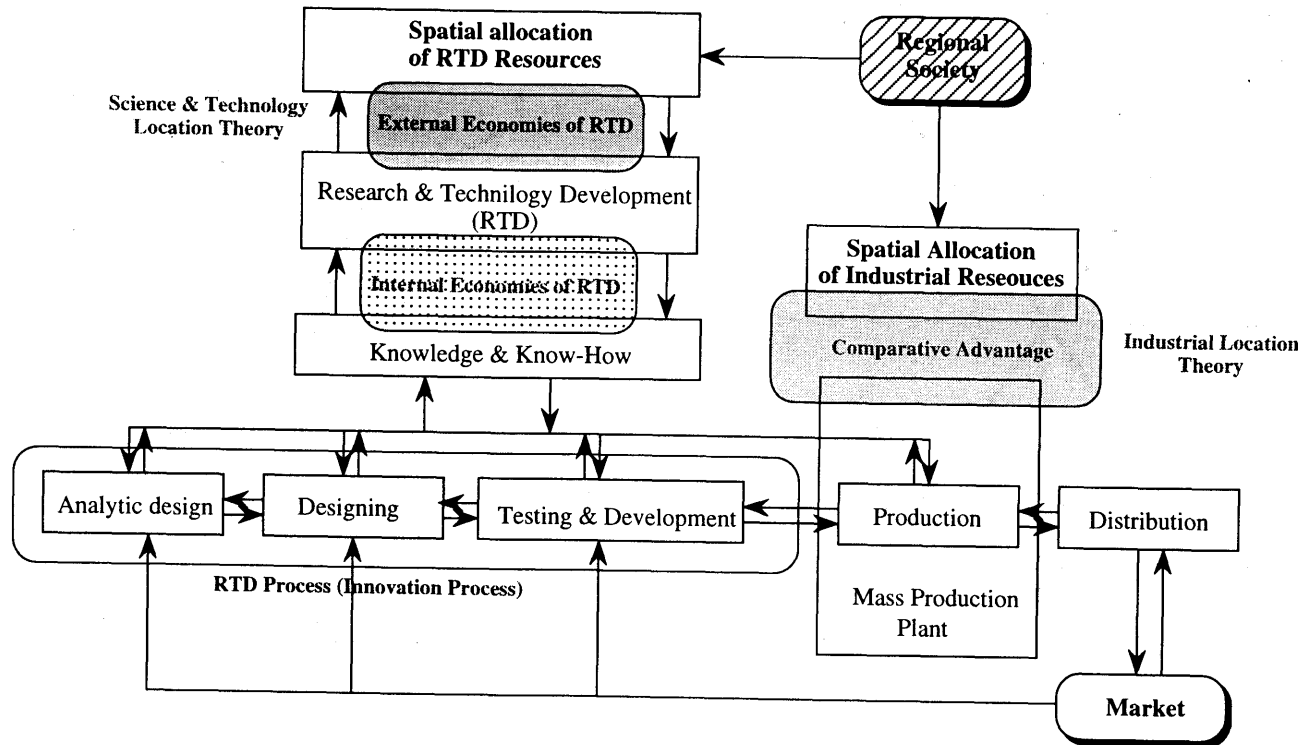 Spatial allocation
of RTD Resources
Regional
Society
Science & Technology
Location Theory
External Economies of RTD
Research & Technilogy Development
(RTD)
Spatial Allocation
of Industrial Reseouces
Internal Economies of RTD
Comparative Advantage
Industrial Location
Theory
Knowledge & Know-How
Analytic design
Designing
Testing & Development
Production
Distribution
RTD Process (Innovation Process)
Mass Production
Plant
Market